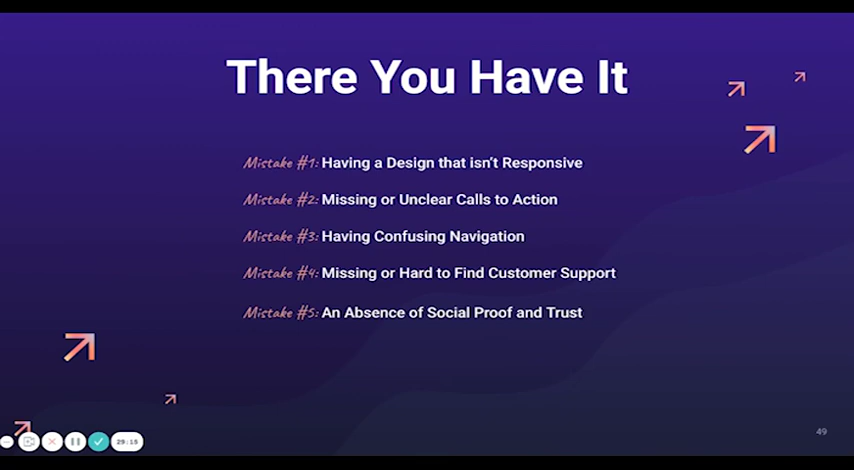 There You Have It
Mistake #1: Having a Design that isn't Responsive
Mistake #2: Missing or Unclear Calls to Action
Mistake #3: Having Confusing Navigation
Mistake #4: Missing or Hard to Find Customer Support
Mistake #5: An Absence of Social Proof and Trust
49
29:15